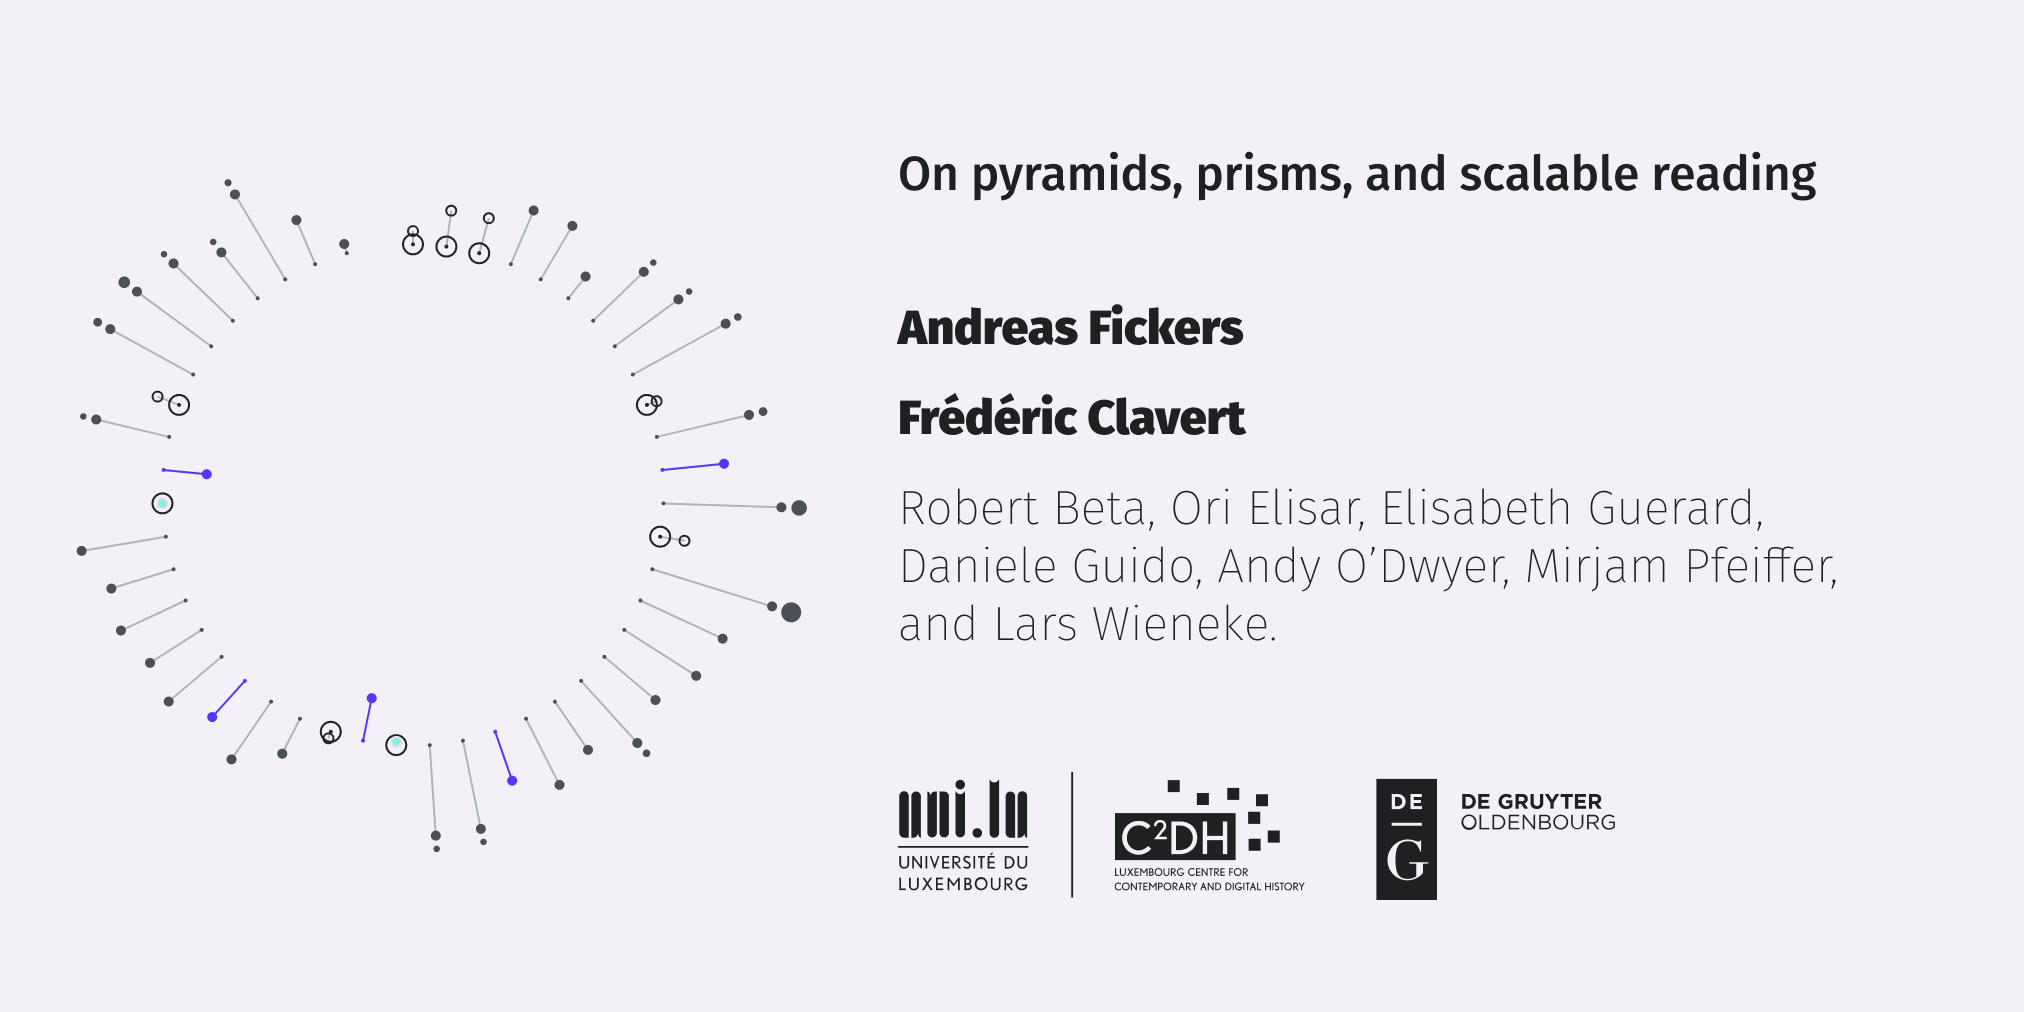 On pyramids, prisms, and scalable reading
Andreas Fickers
Frédéric Clavert
Robert Beta, Ori Elisar, Elisabeth Guerard,
Daniele Guido, Andy O’Dwyer, Mirjam Pfeiffer,
and Lars Wieneke.
uni.lu
UNIVERSITÉ DU
LUXEMBOURG
C²DH
LUXEMBOURG CENTRE FOR
CONTEMPORARY AND DIGITAL HISTORY
DE
G
DE GRUYTER
OLDENBOURG